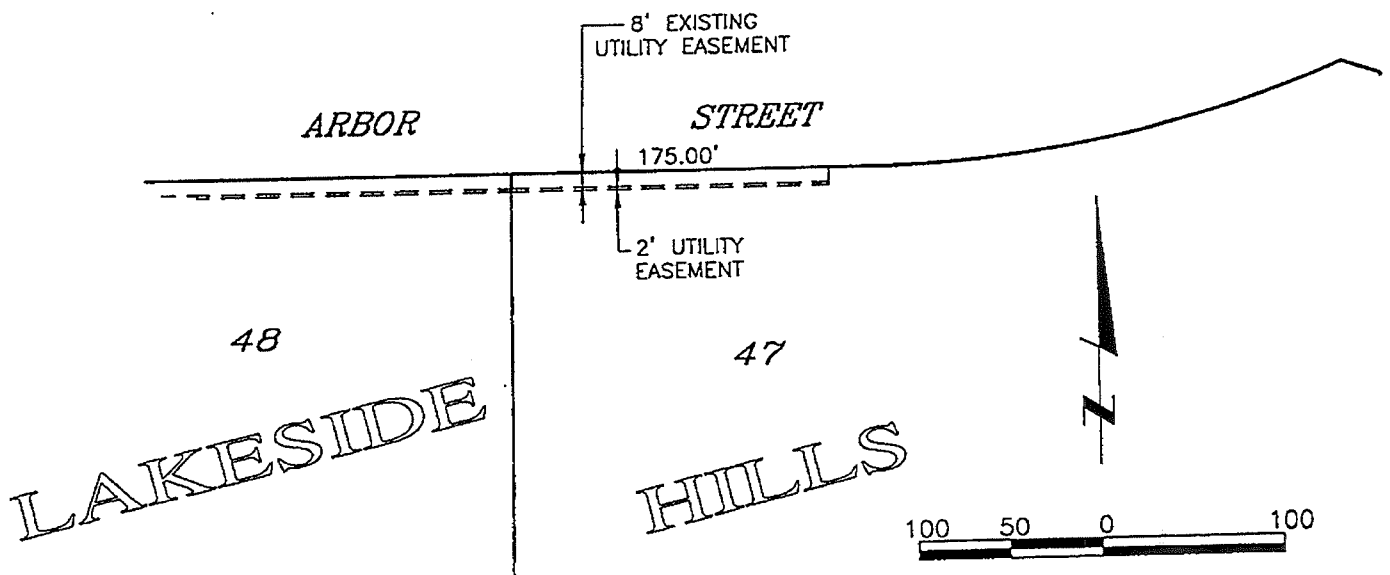 8' EXISTING
UTILITY EASEMENT
ARBOR STREET
175.00'
2' UTILITY
EASEMENT
48
47
LAKESIDE HILLS
N
100 50 0 100